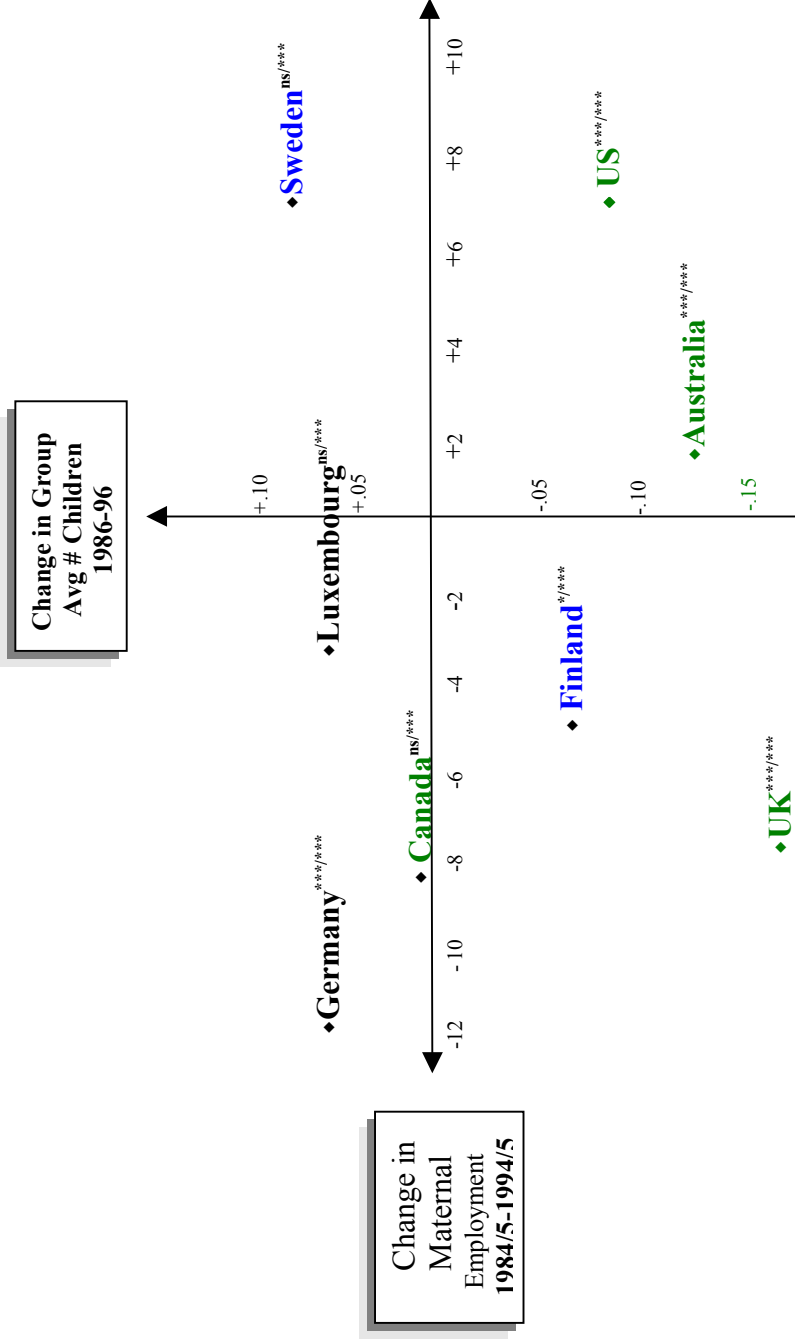 Change in Group
Avg # Children
1986-96
+.10
+.05
-.05
-.10
-.15
Sweden ns/***
Luxembourg ns/***
Germany ***/***
Canada ns/***
-12
-10
-8
-6
-4
-2
+2
+4
+6
+8
+10
Change in
Maternal
Employment
1984/5-1994/5
Finland */***
US ***/***
Australia ***/***
UK ***/***